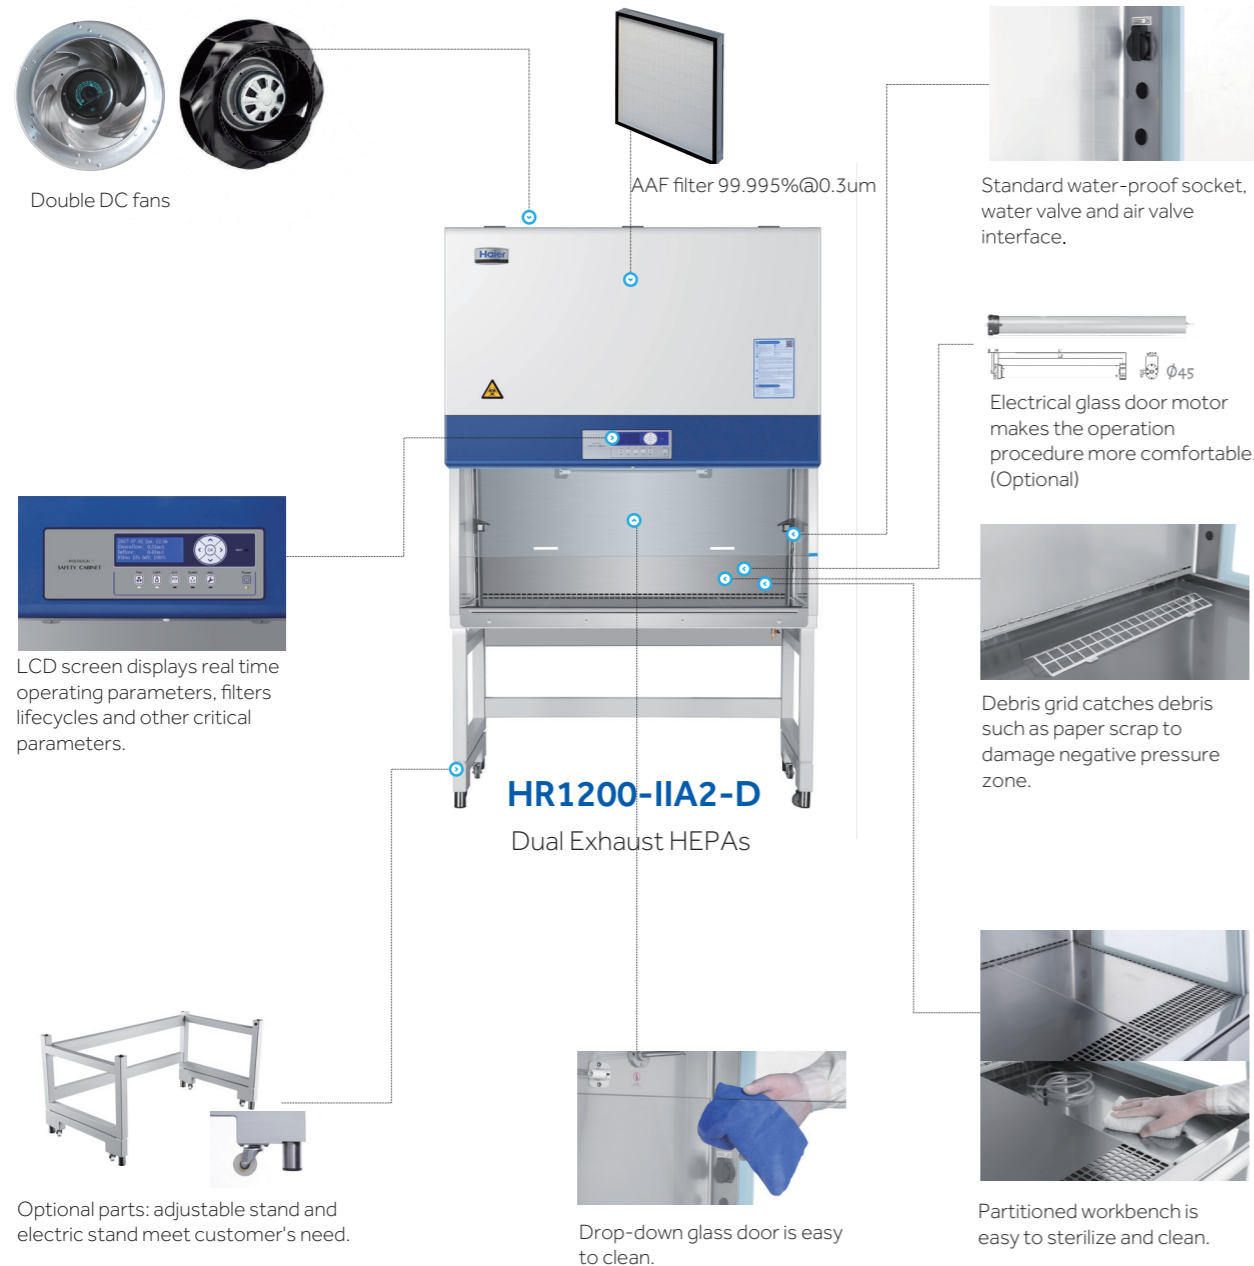 Double DC fans
AAF filter 99.995%@0.3um
Standard water-proof socket,
water valve and air valve
interface.
Haier
Φ45
Electrical glass door motor
makes the operation
procedure more comfortable.
(Optional)
SAFETY CABINET
LCD screen displays real time
operating parameters, filters
lifecycles and other critical
parameters.
Debris grid catches debris
such as paper scrap to
damage negative pressure
zone.
HR1200-IIA2-D
Dual Exhaust HEPAs
Optional parts: adjustable stand and
electric stand meet customer's need.
Drop-down glass door is easy
to clean.
Partitioned workbench is
easy to sterilize and clean.